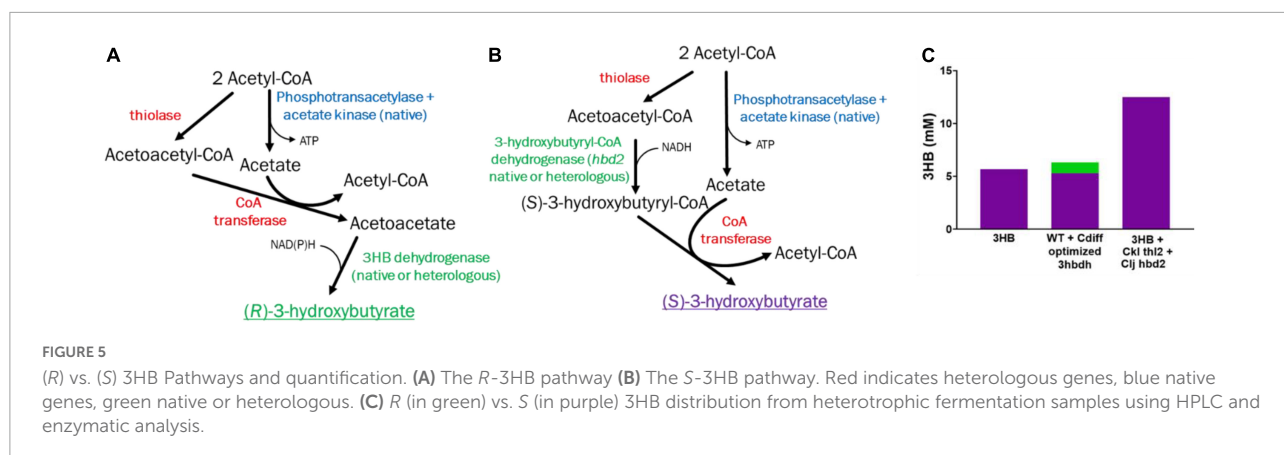 A
2 Acetyl-CoA
thiolase
Phosphotransacetylase +
acetate kinase (native)
ATP
Acetoacetyl-CoA
Acetate
Acetyl-CoA
CoA
transferase
Acetoacetate
NAD(P)H
3HB dehydrogenase
(native or heterologous)
(R)-3-hydroxybutyrate
B
2 Acetyl-CoA
thiolase
Phosphotransacetylase +
acetate kinase (native)
Acetoacetyl-CoA
3-hydroxybutyryl-CoA
dehydrogenase (hbd2
native or heterologous)
NADH
ATP
Acetate
(S)-3-hydroxybutyryl-CoA
CoA
transferase
Acetyl-CoA
(S)-3-hydroxybutyrate
C
3HB (mM)
15
10
5
0
3HB
WT + Cdiff
optimized
3hbdh
3HB +
Ckl thl2 +
Clj hbd2
FIGURE 5
(R) vs. (S) 3HB Pathways and quantification. (A) The R-3HB pathway (B) The S-3HB pathway. Red indicates heterologous genes, blue native
genes, green native or heterologous. (C) R (in green) vs. S (in purple) 3HB distribution from heterotrophic fermentation samples using HPLC and
enzymatic analysis.